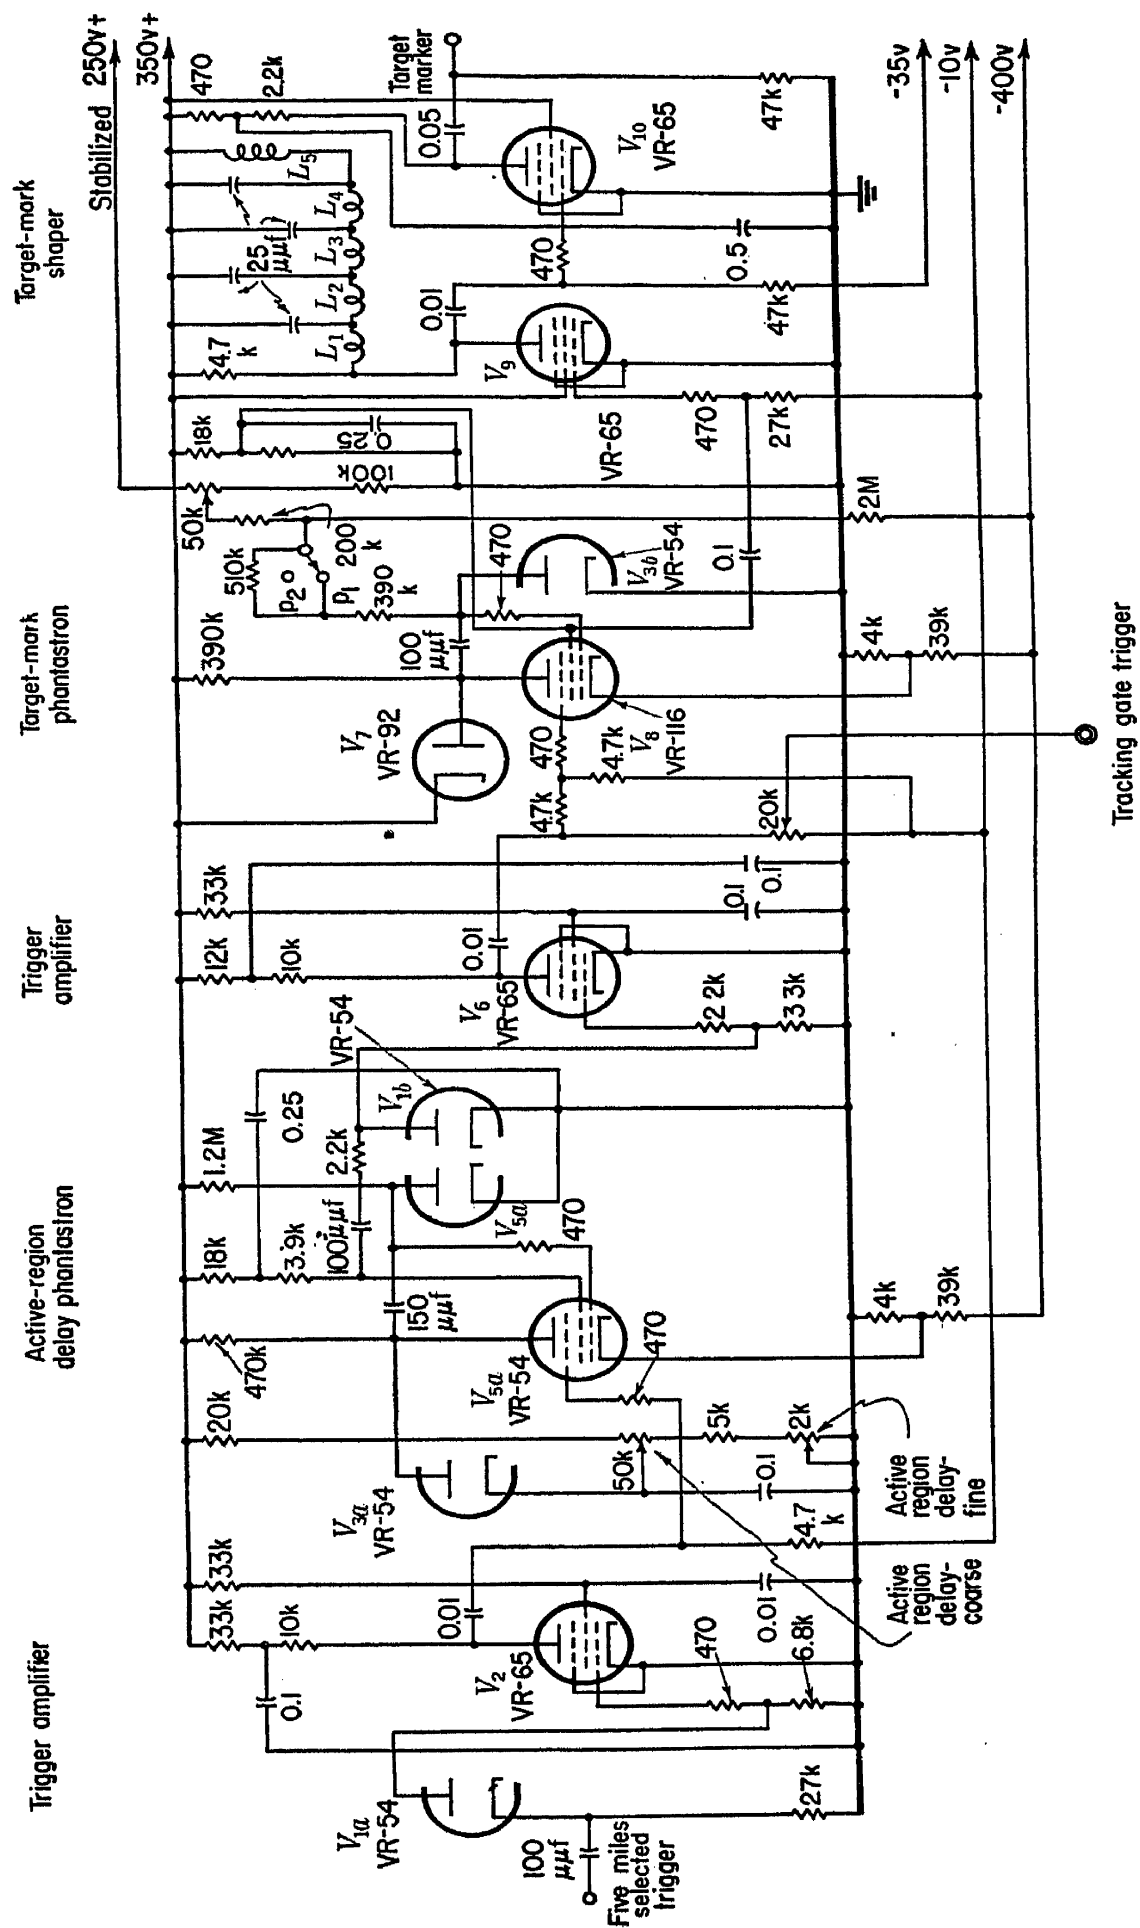 Trigger amplifier
Active-region
delay phantastron
Trigger
amplifier
Target-mark
phantastron
Target-mark
shaper
Stabilized 250v+
350v+
33k
33k
20k
470k
18k
1.2M
12k
33k
390k
50k
18k
4.7
k
470
2.2k
0.1
10k
3.9k
0.25
10k
510k
P2
P1
200
k
390
k
100k
0.25
25
μμf
L1
L2
L3
L4
L5
V1a
VR-54
V3a
VR-54
150
μμf
100μμf
2.2k
V1b
VR-54
V5a
470
V7
VR-92
100
μμf
470
0.01
0.05
Target
marker
100
μμf
Five miles
selected
trigger
V2
VR-65
0.01
V5a
VR-54
470
50k
V6
VR-65
0.01
47k
470
4.7k
V8
VR-116
V3b
VR-54
V9
VR-65
470
V10
VR-65
27k
470
6.8k
0.01
4.7
k
0.1
5k
2k
2 2k
3 3k
0.1
0.1
20k
0.1
470
27k
47k
0.5
47k
Active
region
delay-
coarse
Active
region
delay-
fine
4k
39k
4k
39k
2M
-35v
-10v
-400v
Tracking gate trigger